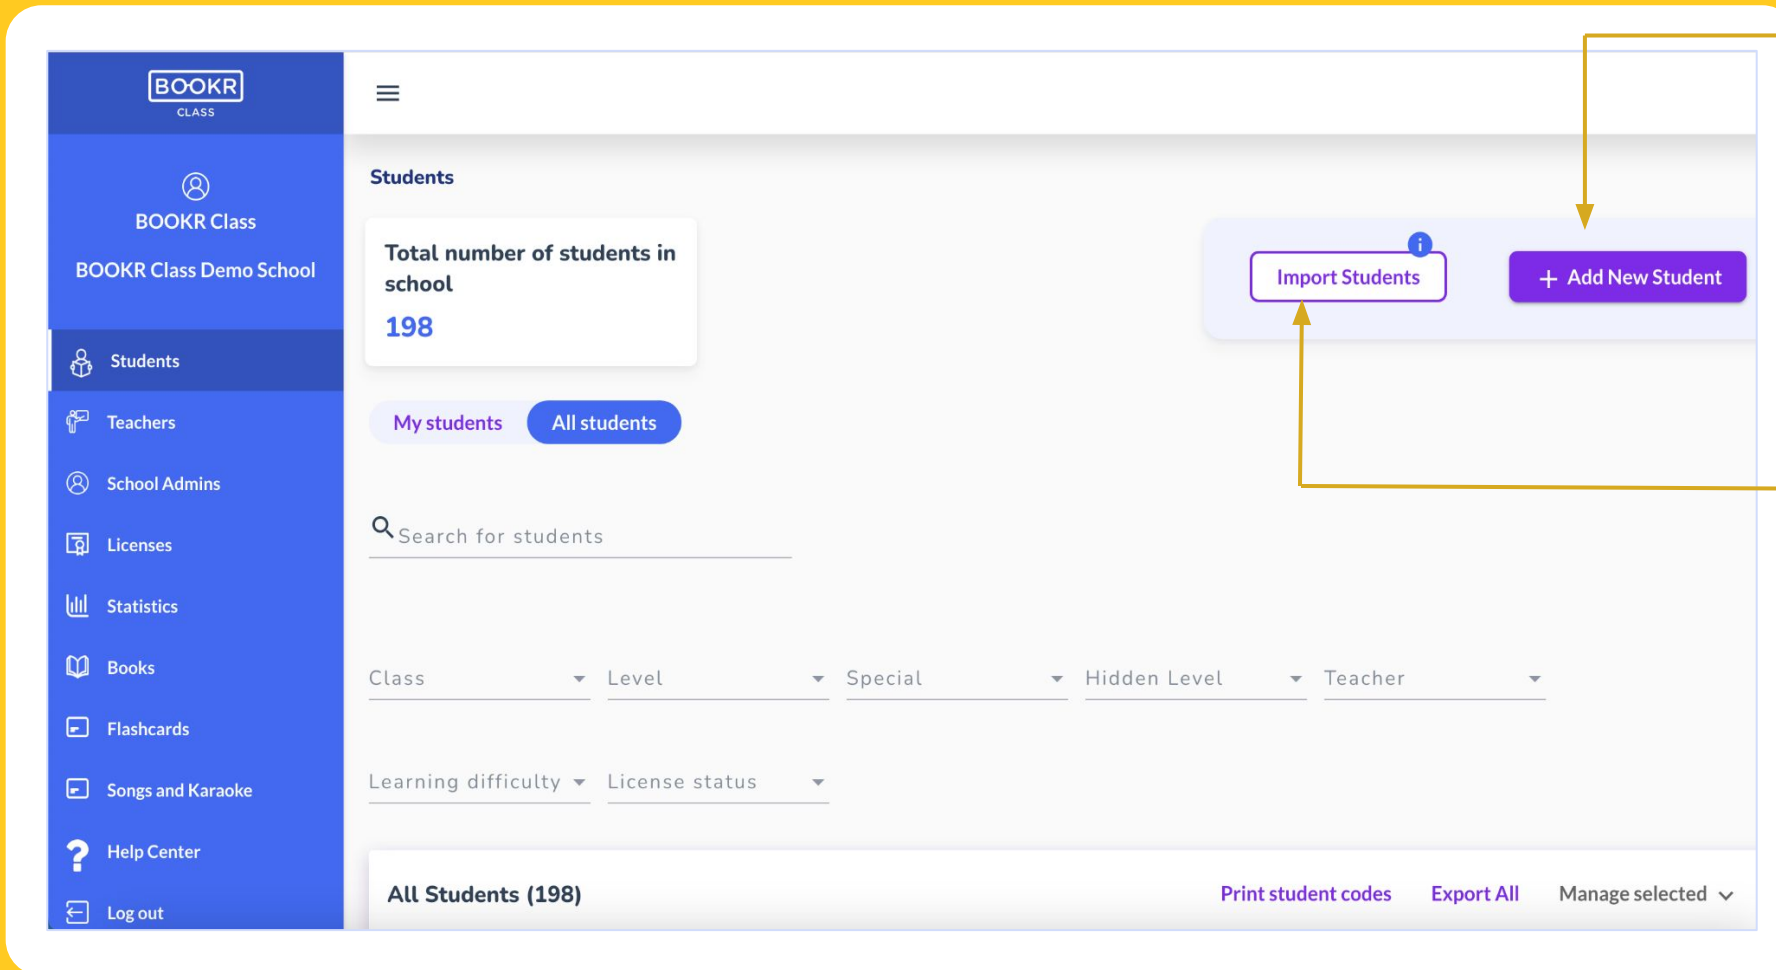 BOOKR
CLASS
BOOKR Class
BOOKR Class Demo School
Students
Teachers
School Admins
Licenses
Statistics
Books
Flashcards
Songs and Karaoke
Help Center
Log out
Students
Total number of students in
school
198
i
Import Students
+ Add New Student
My students
All students
Search for students
Class
Level
Special
Hidden Level
Teacher
Learning difficulty
License status
All Students (198)
Print student codes
Export All
Manage selected